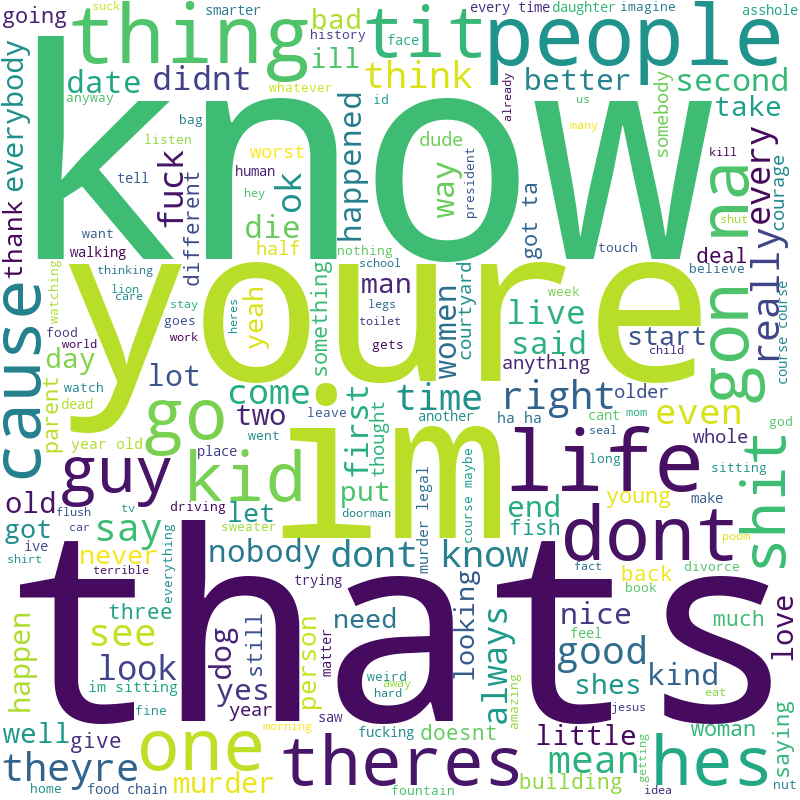 going
suck
smarter
every time
daughter
imagine
asshole
now
history
face
thing
tit
people
bad
ill
date
didnt
think
better
second
everybody
anyway
whatever
id
already
us
somebody
take
know
bag
listen
worst
dude
many
kill
tell
human
hey
fuck
different
ok
happened
way
president
got ta
shut
every
courage
thank
want
walking
die
half
nothing
touch
deal
really
believe
gon na
thinking
lion
care
watching
school
man
cause
youre
stay
goes
work
heres
yeah
something
legs
toilet
gets
women
courtyard
week
live
said
start
child
course course
food
world
day
parent
watch
dead
lot
anything
come
time
right
older
year old
go
two
leave
first
thought
another
ha ha
cant
mom
even
god
went
im
seal
whole
guy
kid
place
long
life
sitting
old
flush
tv
driving
put
doorman
murder legal
course maybe
end
young
make
shit
got
car
say
let
sweater
fish
dont
poom
ive
shirt
never
everything
nobody
dont know
fact
back
divorce
terrible
trying
book
happen
three
thats
need
looking
nice
much
love
see
dog
still
person
matter
always
feel
good
look
weird
away
hard
shes
kind
im sitting
yes
jesus
eat
fine
year
saw
amazing
well
give
morning
fucking
doesnt
little
woman
saying
one
theres
mean
getting
hes
theyre
murder
building
nut
home
food chain
fountain
idea